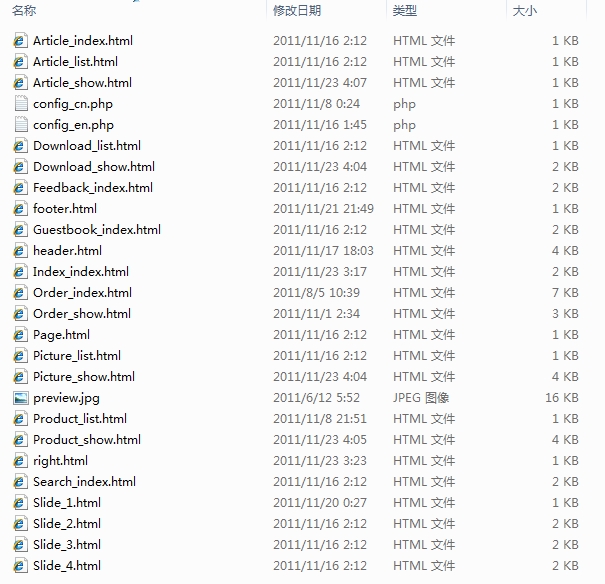 名称 修改日期 类型 大小
Article_index.html 2011/11/16 2:12 HTML 文件 1 KB
Article_list.html 2011/11/16 2:12 HTML 文件 1 KB
Article_show.html 2011/11/23 4:07 HTML 文件 1 KB
config_cn.php 2011/11/8 0:24 php 1 KB
config_en.php 2011/11/16 1:45 php 1 KB
Download_list.html 2011/11/16 2:12 HTML 文件 1 KB
Download_show.html 2011/11/23 4:04 HTML 文件 2 KB
Feedback_index.html 2011/11/16 2:12 HTML 文件 2 KB
footer.html 2011/11/21 21:49 HTML 文件 1 KB
Guestbook_index.html 2011/11/16 2:12 HTML 文件 2 KB
header.html 2011/11/17 18:03 HTML 文件 4 KB
Index_index.html 2011/11/23 3:17 HTML 文件 2 KB
Order_index.html 2011/8/5 10:39 HTML 文件 7 KB
Order_show.html 2011/11/1 2:34 HTML 文件 3 KB
Page.html 2011/11/16 2:12 HTML 文件 1 KB
Picture_list.html 2011/11/16 2:12 HTML 文件 1 KB
Picture_show.html 2011/11/23 4:04 HTML 文件 4 KB
preview.jpg 2011/6/12 5:52 JPEG 图像 16 KB
Product_list.html 2011/11/8 21:51 HTML 文件 1 KB
Product_show.html 2011/11/23 4:05 HTML 文件 4 KB
right.html 2011/11/23 3:23 HTML 文件 1 KB
Search_index.html 2011/11/16 2:12 HTML 文件 2 KB
Slide_1.html 2011/11/20 0:27 HTML 文件 1 KB
Slide_2.html 2011/11/16 2:12 HTML 文件 2 KB
Slide_3.html 2011/11/16 2:12 HTML 文件 2 KB
Slide_4.html 2011/11/16 2:12 HTML 文件 2 KB